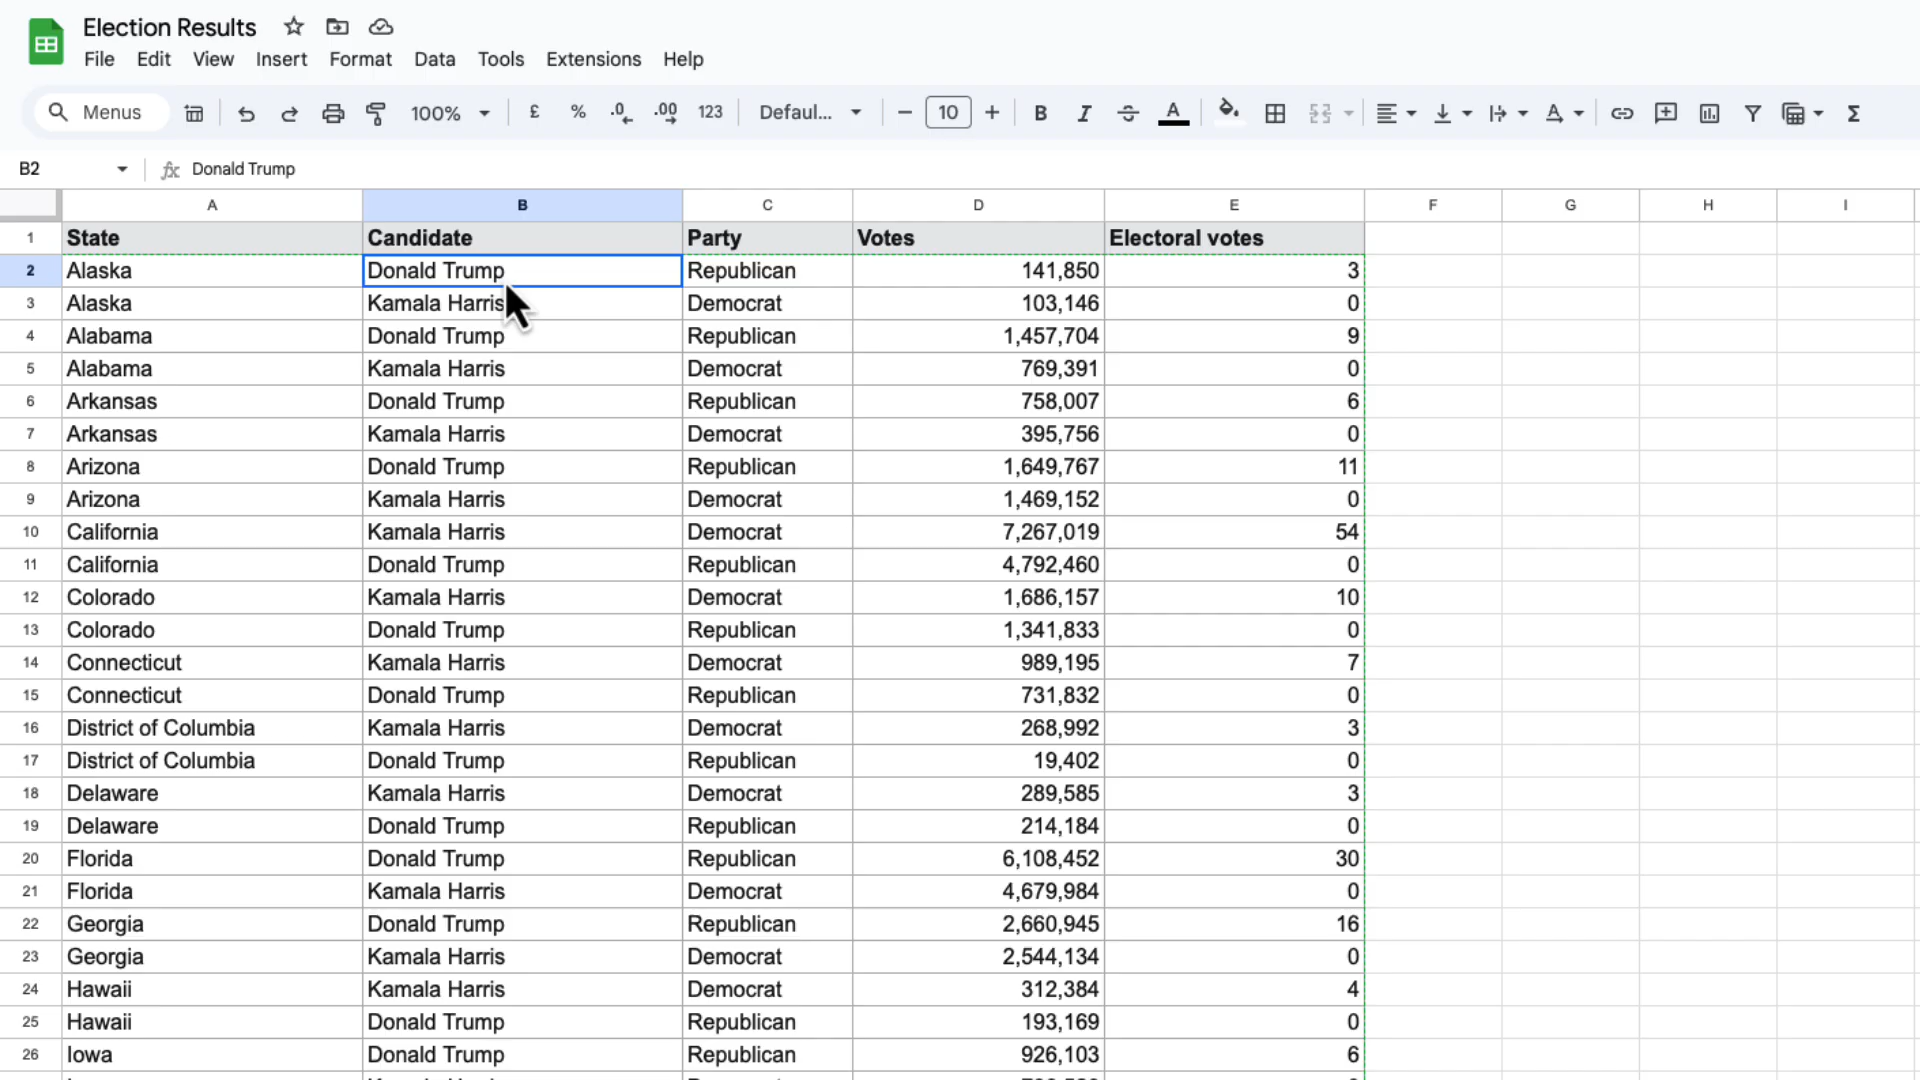 Election Results
File Edit View Insert Format Data Tools Extensions Help
Menus 100% £ % .0 .00 123 Defaul... 10 B I A Σ
B2 fx Donald Trump
A B C D E F G H I
1 State Candidate Party Votes Electoral votes
2 Alaska Donald Trump Republican 141,850 3
3 Alaska Kamala Harris Democrat 103,146 0
4 Alabama Donald Trump Republican 1,457,704 9
5 Alabama Kamala Harris Democrat 769,391 0
6 Arkansas Donald Trump Republican 758,007 6
7 Arkansas Kamala Harris Democrat 395,756 0
8 Arizona Donald Trump Republican 1,649,767 11
9 Arizona Kamala Harris Democrat 1,469,152 0
10 California Kamala Harris Democrat 7,267,019 54
11 California Donald Trump Republican 4,792,460 0
12 Colorado Kamala Harris Democrat 1,686,157 10
13 Colorado Donald Trump Republican 1,341,833 0
14 Connecticut Kamala Harris Democrat 989,195 7
15 Connecticut Donald Trump Republican 731,832 0
16 District of Columbia Kamala Harris Democrat 268,992 3
17 District of Columbia Donald Trump Republican 19,402 0
18 Delaware Kamala Harris Democrat 289,585 3
19 Delaware Donald Trump Republican 214,184 0
20 Florida Donald Trump Republican 6,108,452 30
21 Florida Kamala Harris Democrat 4,679,984 0
22 Georgia Donald Trump Republican 2,660,945 16
23 Georgia Kamala Harris Democrat 2,544,134 0
24 Hawaii Kamala Harris Democrat 312,384 4
25 Hawaii Donald Trump Republican 193,169 0
26 Iowa Donald Trump Republican 926,103 6